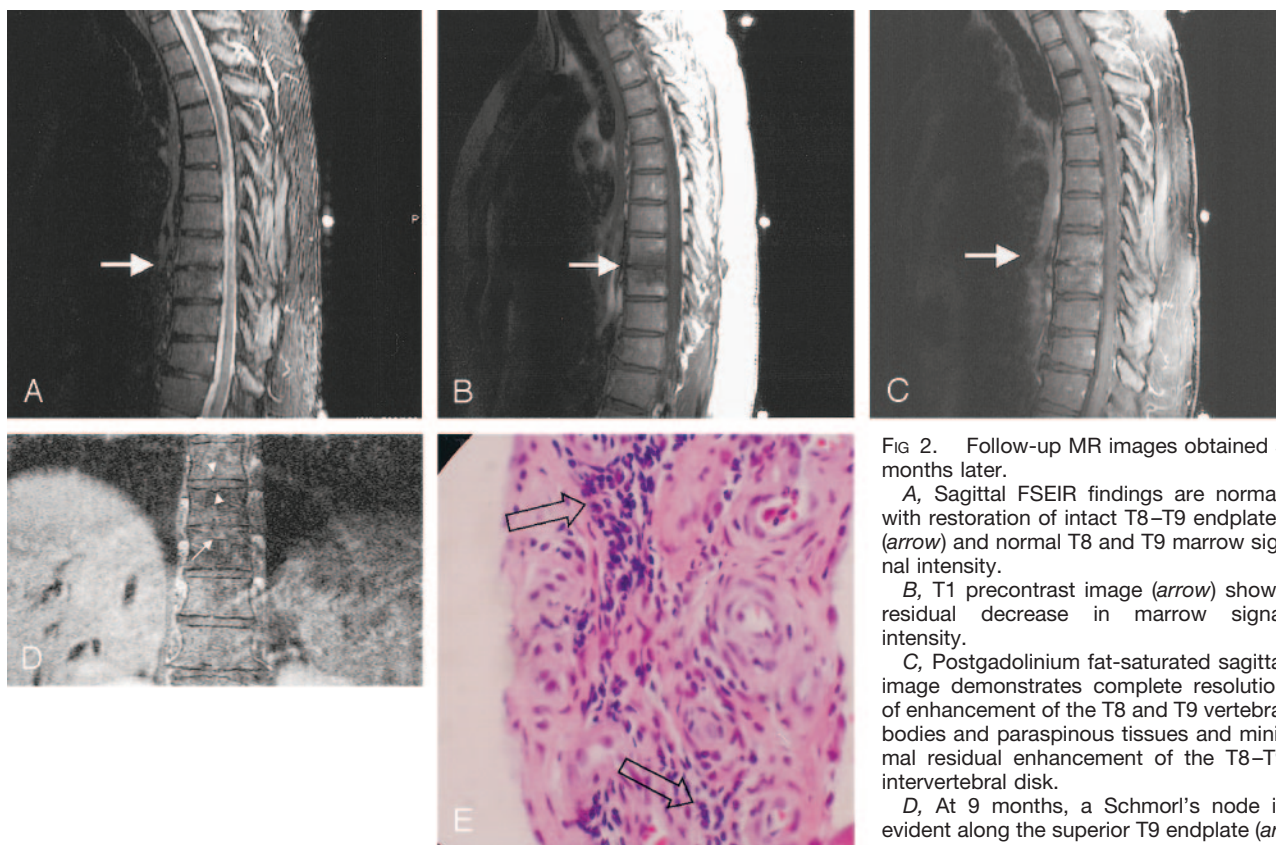 A
B
C
P
D
E
FIG 2. Follow-up MR images obtained
months later.
A, Sagittal FSEIR findings are norma
with restoration of intact T8–T9 endplate
(arrow) and normal T8 and T9 marrow sig
nal intensity.
B, T1 precontrast image (arrow) show
residual decrease in marrow signa
intensity.
C, Postgadolinium fat-saturated sagitta
image demonstrates complete resolution
of enhancement of the T8 and T9 vertebra
bodies and paraspinous tissues and mini
mal residual enhancement of the T8–T
intervertebral disk.
D, At 9 months, a Schmorl's node i
evident along the superior T9 endplate (ar